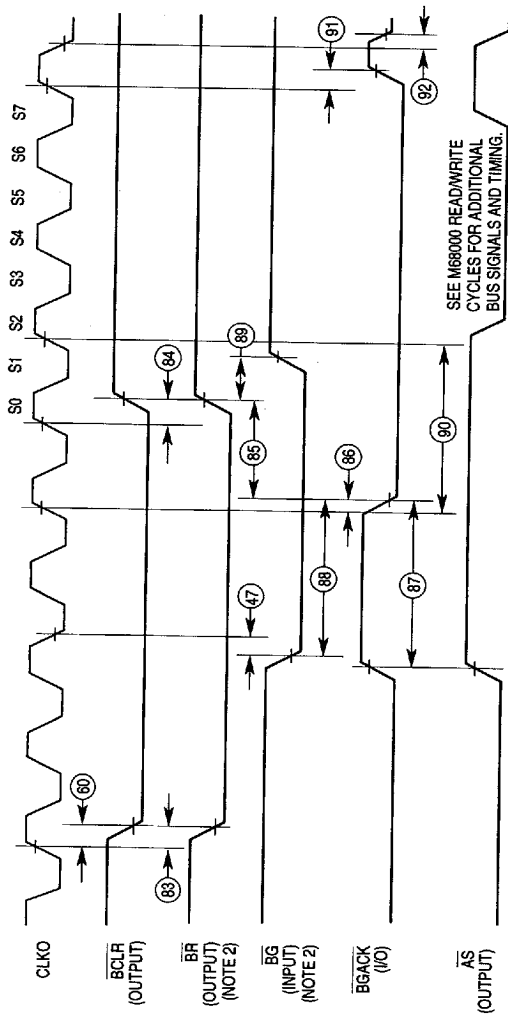 S0 S1 S2 S3 S4 S5 S6 S7
CLKO
60
BCLR
(OUTPUT)
84
83
BR
(OUTPUT)
(NOTE 2)
89
47
85
BG
(INPUT)
(NOTE 2)
88
86
91
BGACK
(I/O)
87
90
92
AS
(OUTPUT)
SEE M68000 READ/WRITE
CYCLES FOR ADDITIONAL
BUS SIGNALS AND TIMING.